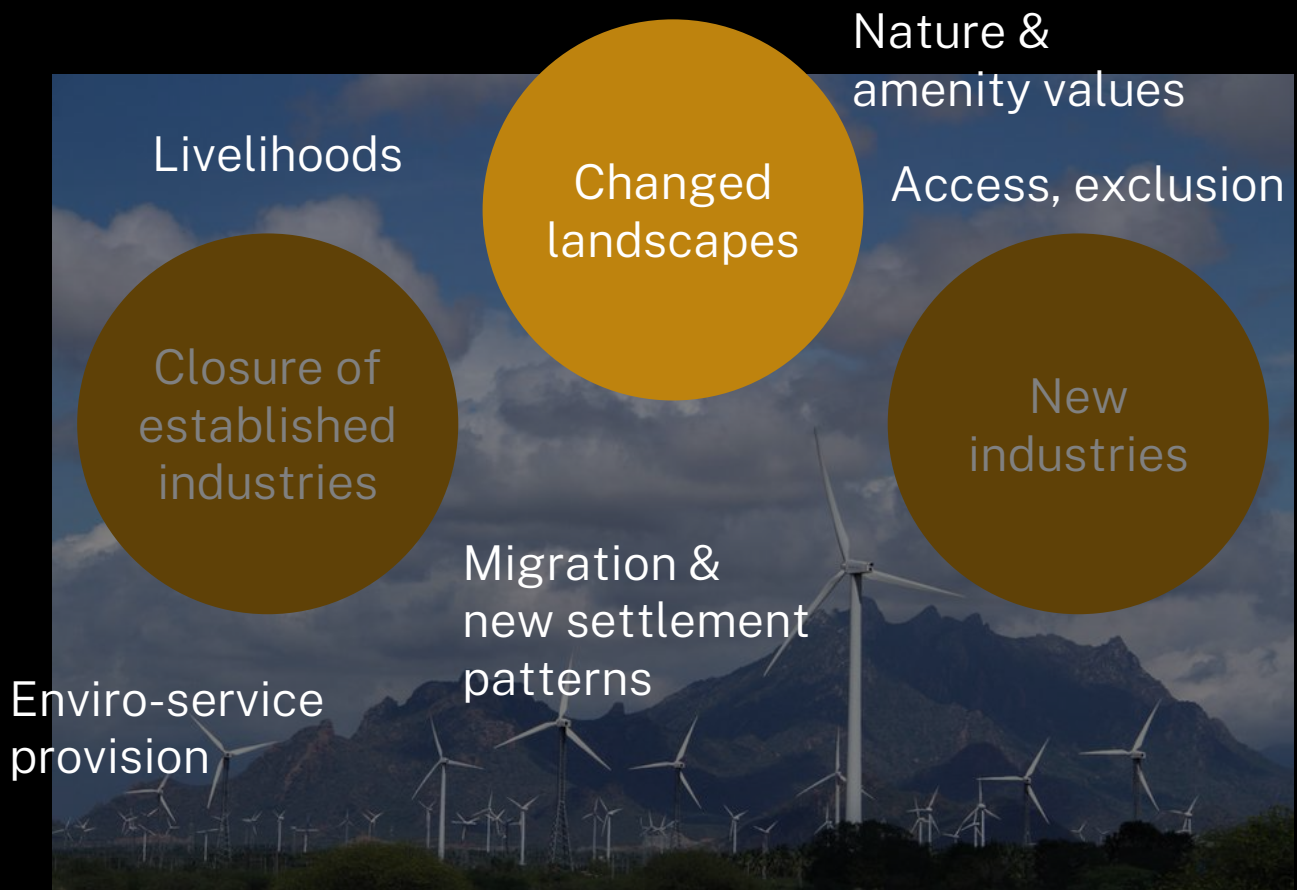 Nature &
amenity values
Livelihoods
Changed
landscapes
Access, exclusion
Closure of
established
industries
New
industries
Migration &
new settlement
patterns
Enviro-service
provision